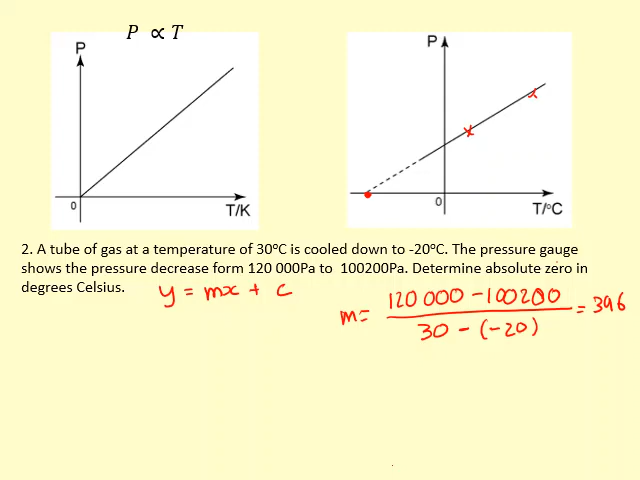 P ∝ T
P
0
T/K
P
0
T/°C
2. A tube of gas at a temperature of 30°C is cooled down to -20°C. The pressure gauge
shows the pressure decrease form 120 000Pa to 100200Pa. Determine absolute zero in
degrees Celsius.
y = mx + c
m = (120 000 - 100200) / (30 - (-20)) = 396